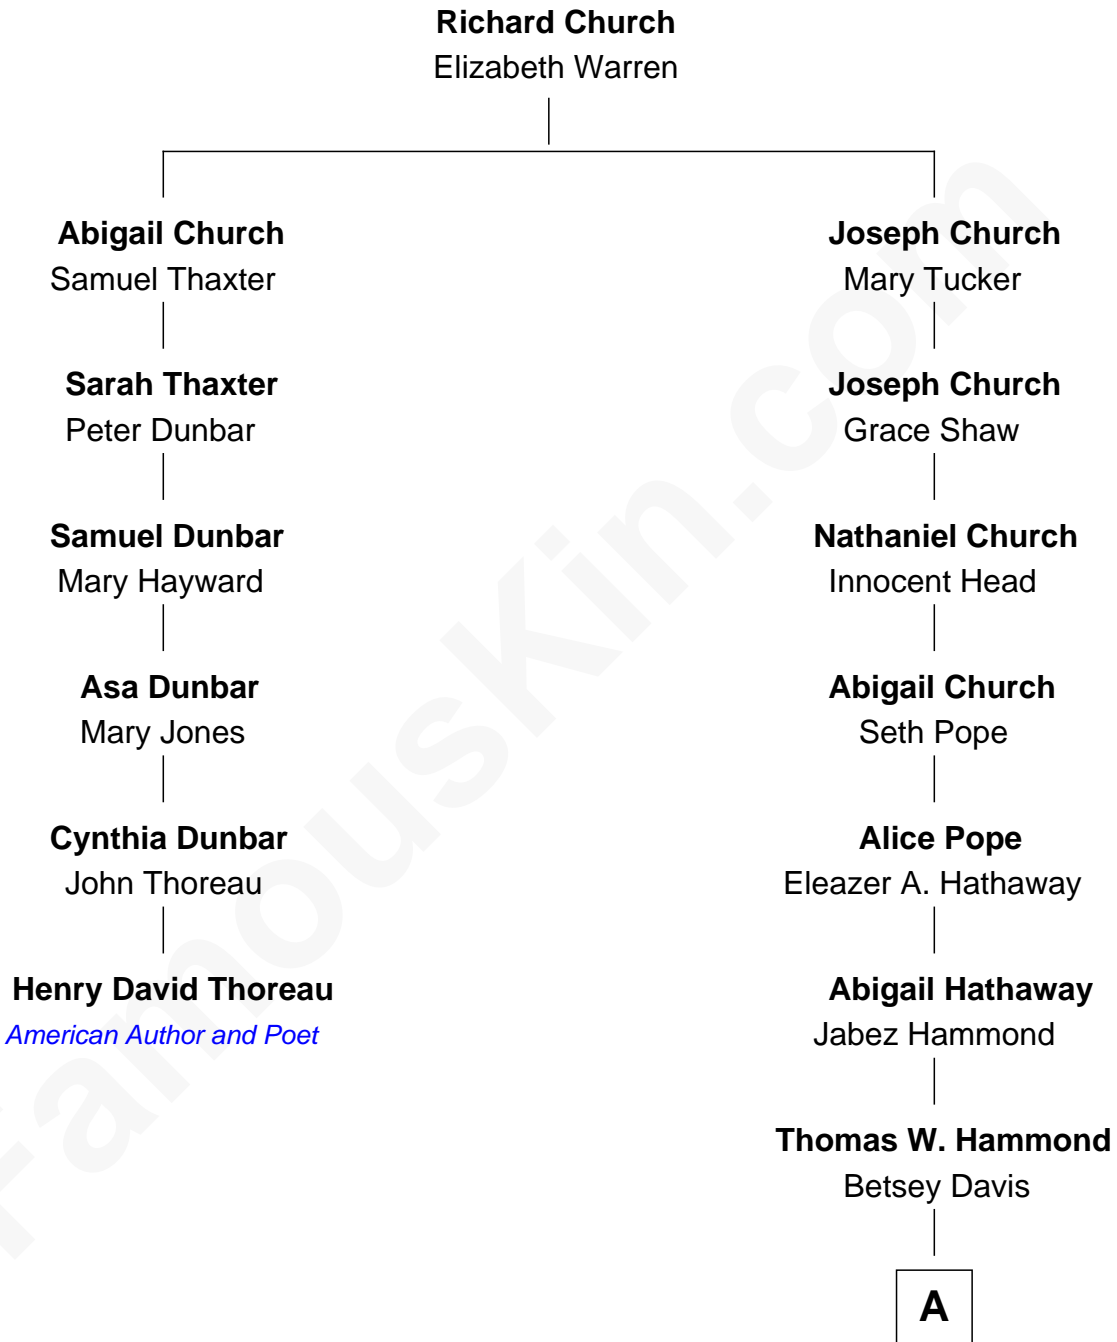 Richard Church
Elizabeth Warren
Abigail Church
Samuel Thaxter
Joseph Church
Mary Tucker
Sarah Thaxter
Peter Dunbar
Joseph Church
Grace Shaw
Samuel Dunbar
Mary Hayward
Nathaniel Church
Innocent Head
Asa Dunbar
Mary Jones
Abigail Church
Seth Pope
Cynthia Dunbar
John Thoreau
Alice Pope
Eleazer A. Hathaway
Henry David Thoreau
American Author and Poet
Abigail Hathaway
Jabez Hammond
Thomas W. Hammond
Betsey Davis
A
FamousKin.com